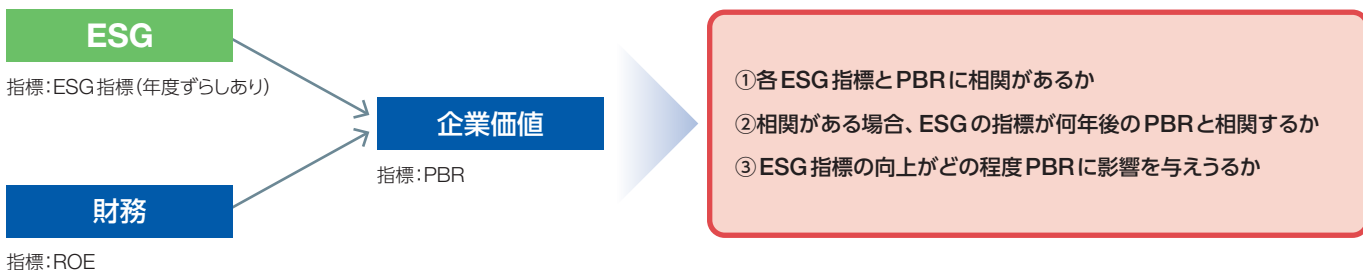 ESG
指標：ESG指標（年度ずらしあり）
財務
指標：ROE
企業価値
指標：PBR
①各ESG指標とPBRに相関があるか
②相関がある場合、ESGの指標が何年後のPBRと相関するか
③ESG指標の向上がどの程度PBRに影響を与えうるか